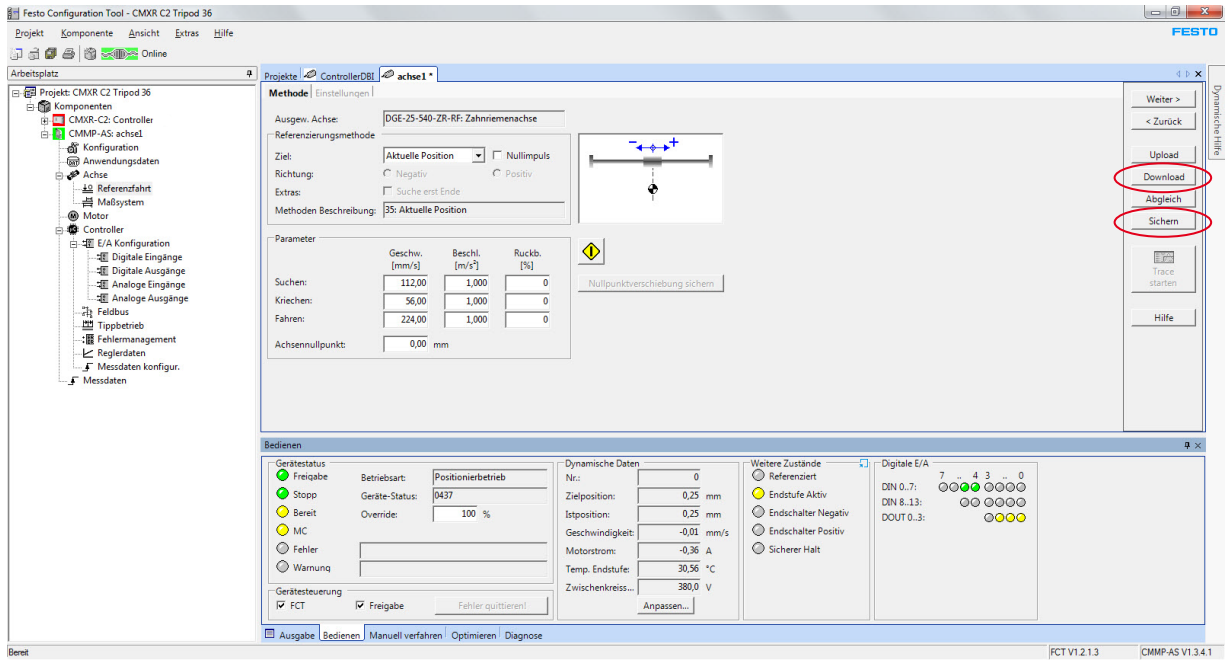 Festo Configuration Tool - CMXR C2 Tripod 36
Projekt Komponente Ansicht Extras Hilfe
FESTO
Online
Arbeitsplatz
Projekt: CMXR C2 Tripod 36
Komponenten
CMXR-C2: Controller
CMMP-AS: achse1
Konfiguration
Anwendungsdaten
Achse
Referenzfahrt
Maßsystem
Motor
Controller
E/A Konfiguration
Digitale Eingänge
Digitale Ausgänge
Analoge Eingänge
Analoge Ausgänge
Feldbus
Tippbetrieb
Fehlermanagement
Reglerdaten
Messdaten konfigur.
Messdaten
Projekte ControllerDBI achse1 *
Methode Einstellungen
Ausgew. Achse: DGE-25-540-ZR-RF: Zahnriemenachse
Referenzierungsmethode
Ziel: Aktuelle Position Nullimpuls
Richtung: Negativ Positiv
Extras: Suche erst Ende
Methoden Beschreibung: 35: Aktuelle Position
- +
Parameter
Geschw. Beschl. Ruckb.
[mm/s] [m/s²] [%]
Suchen: 112,00 1,000 0
Kriechen: 56,00 1,000 0
Fahren: 224,00 1,000 0
Achsennullpunkt: 0,00 mm
Nullpunktverschiebung sichern
Weiter >
< Zurück
Upload
Download
Abgleich
Sichern
Trace
starten
Hilfe
Dynamische Hilfe
Bedienen
Gerätestatus
Freigabe Betriebsart: Positionierbetrieb
Stopp Geräte-Status: 0437
Bereit Override: 100 %
MC
Fehler
Warnung
Gerätesteuerung
FCT Freigabe Fehler quittieren!
Dynamische Daten
Nr.: 0
Zielposition: 0,25 mm
Istposition: 0,25 mm
Geschwindigkeit: -0,01 mm/s
Motorstrom: -0,36 A
Temp. Endstufe: 30,56 °C
Zwischenkreiss... 380,0 V
Anpassen...
Weitere Zustände
Referenziert
Endstufe Aktiv
Endschalter Negativ
Endschalter Positiv
Sicherer Halt
Digitale E/A
7 .. 4 3 .. 0
DIN 0..7:
DIN 8..13:
DOUT 0..3:
Ausgabe Bedienen Manuell verfahren Optimieren Diagnose
Bereit
FCT V1.2.1.3
CMMP-AS V1.3.4.1